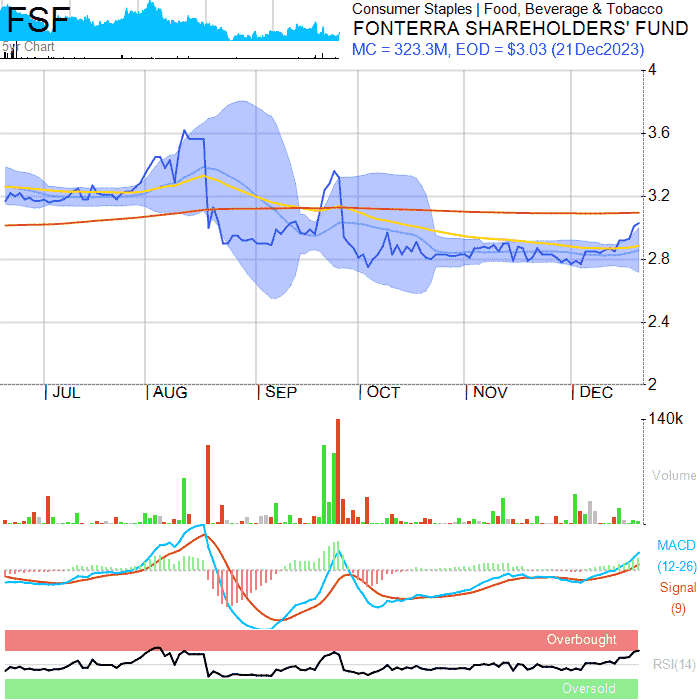 FSF
5yr Chart
Consumer Staples | Food, Beverage & Tobacco
FONTERRA SHAREHOLDERS' FUND
MC = 323.3M, EOD = $3.03 (21Dec2023)
4
3.6
3.2
2.8
2.4
2
JUL AUG SEP OCT NOV DEC
140k
Volume
MACD
(12-26)
Signal
(9)
Overbought
RSI(14)
Oversold